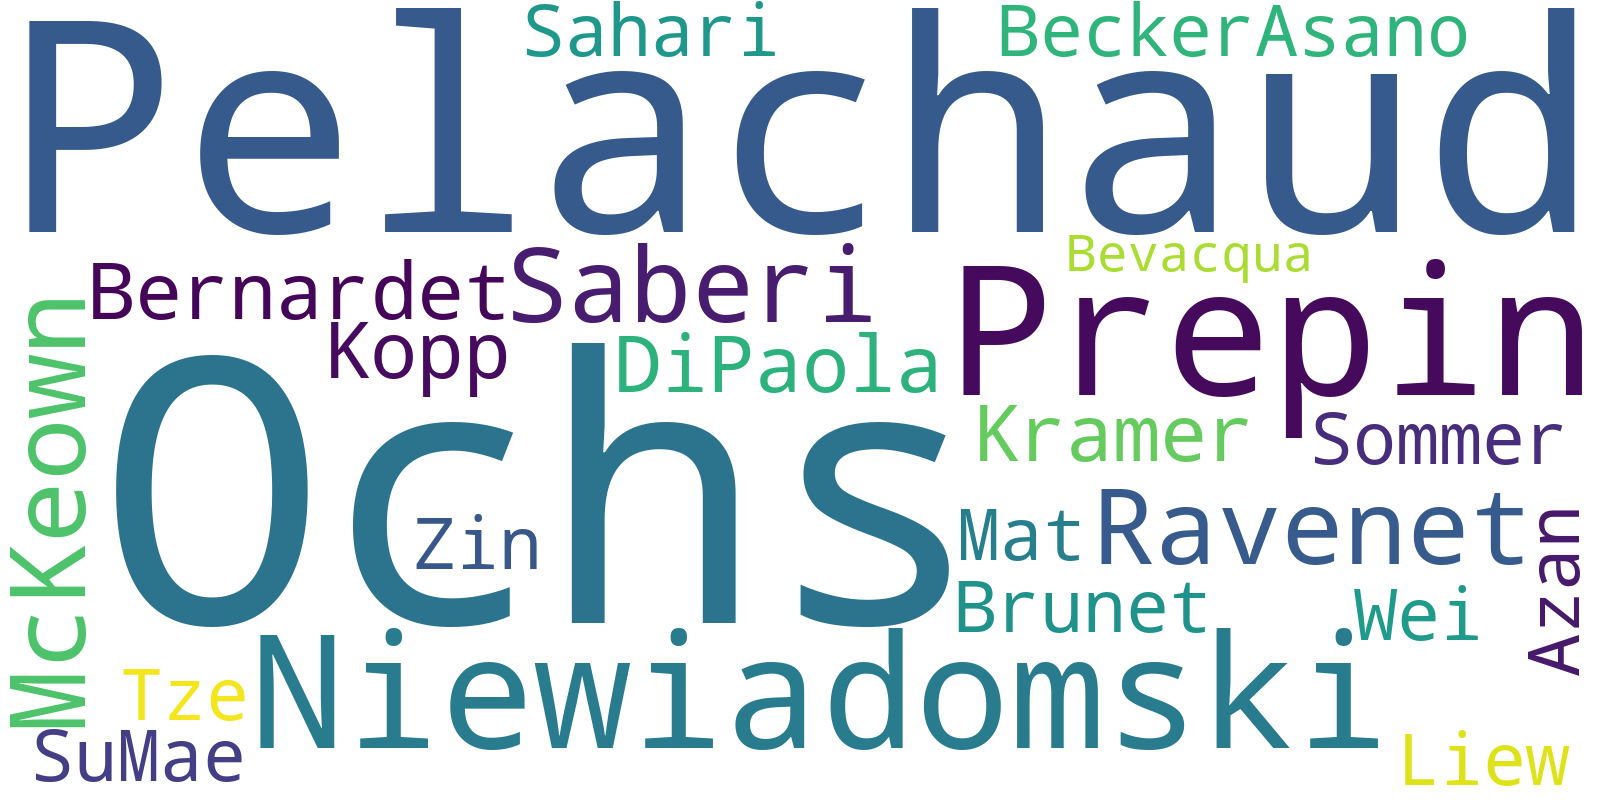 Sahari
BeckerAsano
Pelachaud
Bernardet
Saberi
Bevacqua
Prepin
Kopp
DiPaola
McKeown
Ochs
Kramer
Sommer
Zin
Mat
Ravenet
Azan
Brunet
Wei
Niewiadomski
Tze
SuMae
Liew